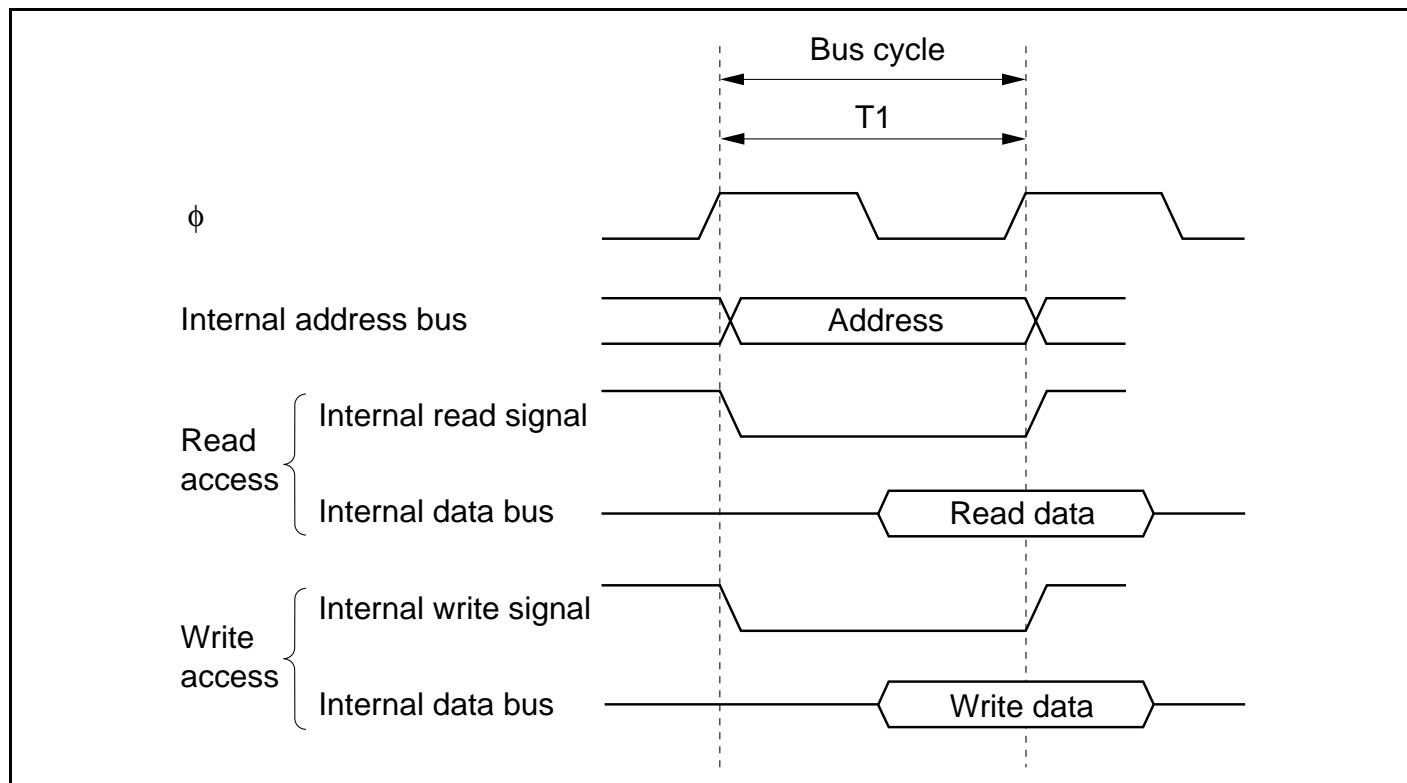 Bus cycle
T1
ϕ
Internal address bus
Address
Read
access
Internal read signal
Internal data bus
Read data
Write
access
Internal write signal
Internal data bus
Write data